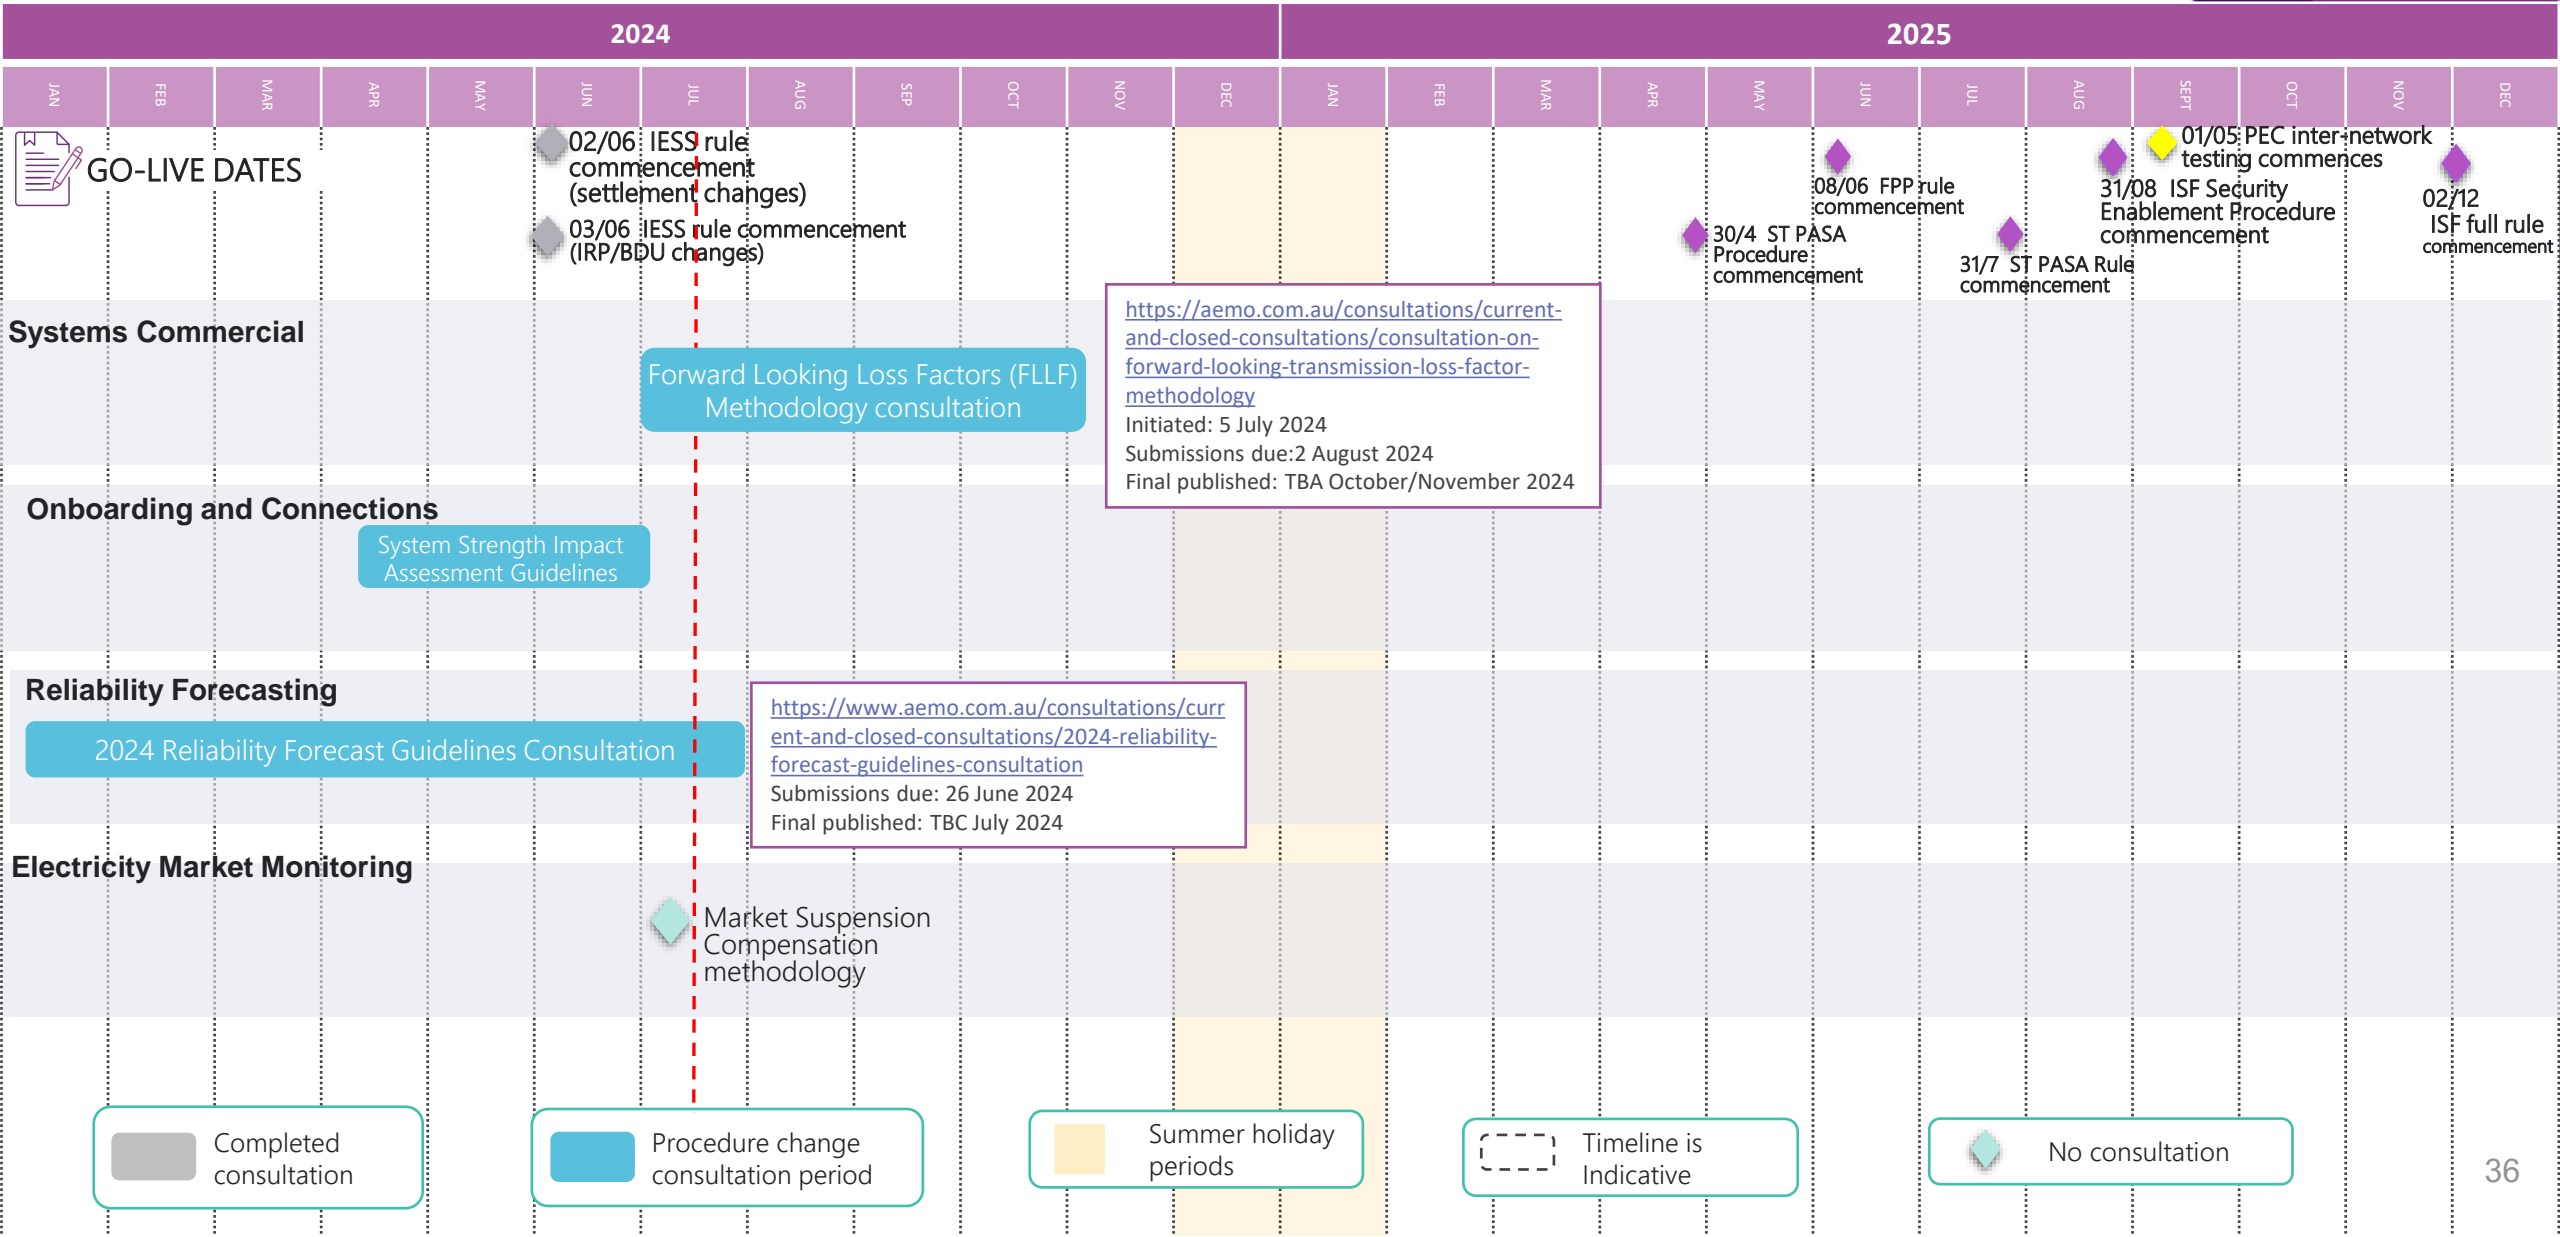 2024
2025
JAN
FEB
MAR
APR
MAY
JUN
JUL
AUG
SEP
OCT
NOV
DEC
JAN
FEB
MAR
APR
MAY
JUN
JUL
AUG
SEPT
OCT
NOV
DEC
GO-LIVE DATES
02/06 IESS rule
commencement
(settlement changes)
03/06 IESS rule commencement
(IRP/BDU changes)
30/4 ST PASA
Procedure
commencement
08/06 FPP rule
commencement
31/7 ST PASA Rule
commencement
31/08 ISF Security
Enablement Procedure
commencement
01/05 PEC inter-network
testing commences
02/12
ISF full rule
commencement
Systems Commercial
Forward Looking Loss Factors (FLLF)
Methodology consultation
https://aemo.com.au/consultations/current-
and-closed-consultations/consultation-on-
forward-looking-transmission-loss-factor-
methodology
Initiated: 5 July 2024
Submissions due:2 August 2024
Final published: TBA October/November 2024
Onboarding and Connections
System Strength Impact
Assessment Guidelines
Reliability Forecasting
2024 Reliability Forecast Guidelines Consultation
https://www.aemo.com.au/consultations/curr
ent-and-closed-consultations/2024-reliability-
forecast-guidelines-consultation
Submissions due: 26 June 2024
Final published: TBC July 2024
Electricity Market Monitoring
Market Suspension
Compensation
methodology
Completed
consultation
Procedure change
consultation period
Summer holiday
periods
Timeline is
Indicative
No consultation
36